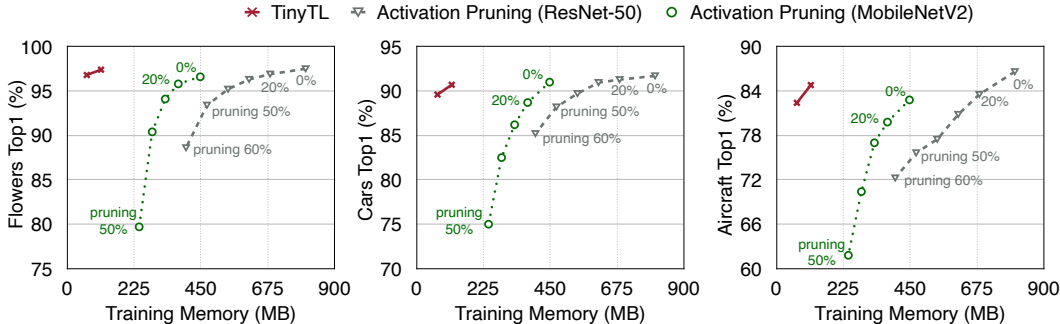 TinyTL Activation Pruning (ResNet-50) Activation Pruning (MobileNetV2)
Flowers Top1 (%)
100
95
90
85
80
75
0 225 450 675 900
Training Memory (MB)
0%
20%
pruning
50%
0%
20%
pruning 50%
pruning 60%
Cars Top1 (%)
95
90
85
80
75
70
0 225 450 675 900
Training Memory (MB)
0%
20%
pruning
50%
0%
20%
pruning 50%
pruning 60%
Aircraft Top1 (%)
90
84
78
72
66
60
0 225 450 675 900
Training Memory (MB)
0%
20%
pruning
50%
0%
20%
pruning 50%
pruning 60%